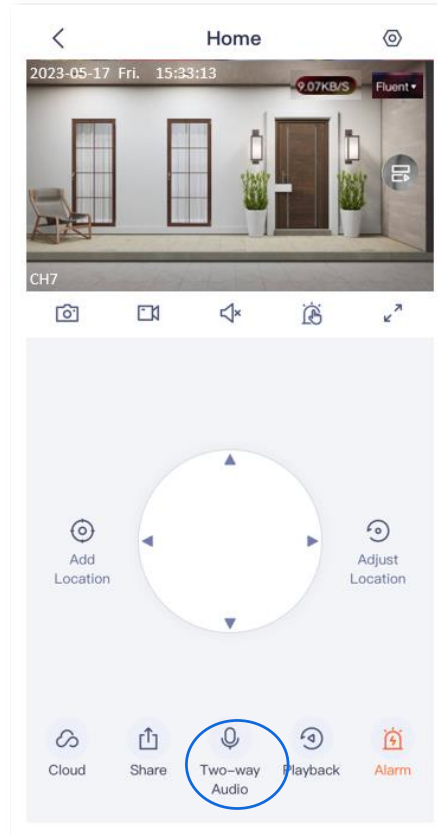 Home
2023-05-17 Fri. 15:33:13
9.07KB/S
Fluent
CH7
Add
Location
Adjust
Location
Cloud
Share
Two-way
Audio
Playback
Alarm